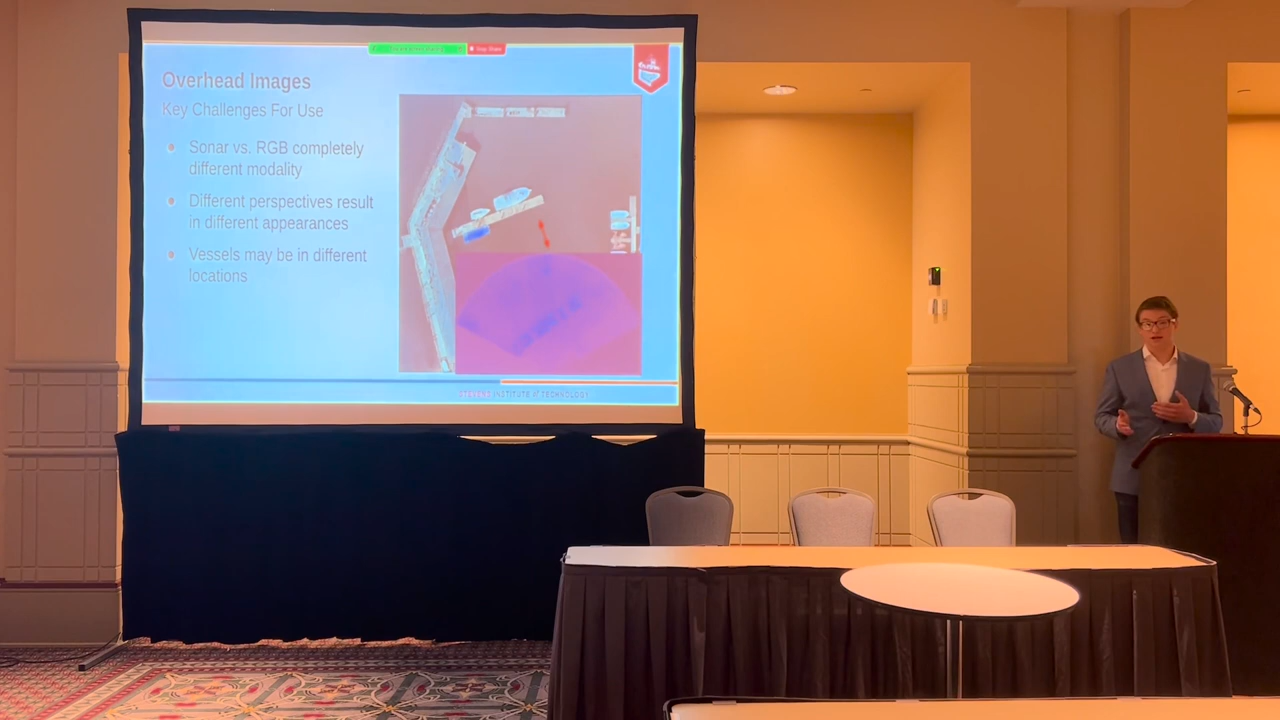 Stop Share
Overhead Images
Key Challenges For Use
Sonar vs. RGB completely
different modality
Different perspectives result
in different appearances
Vessels may be in different
locations
STEVENS INSTITUTE of TECHNOLOGY